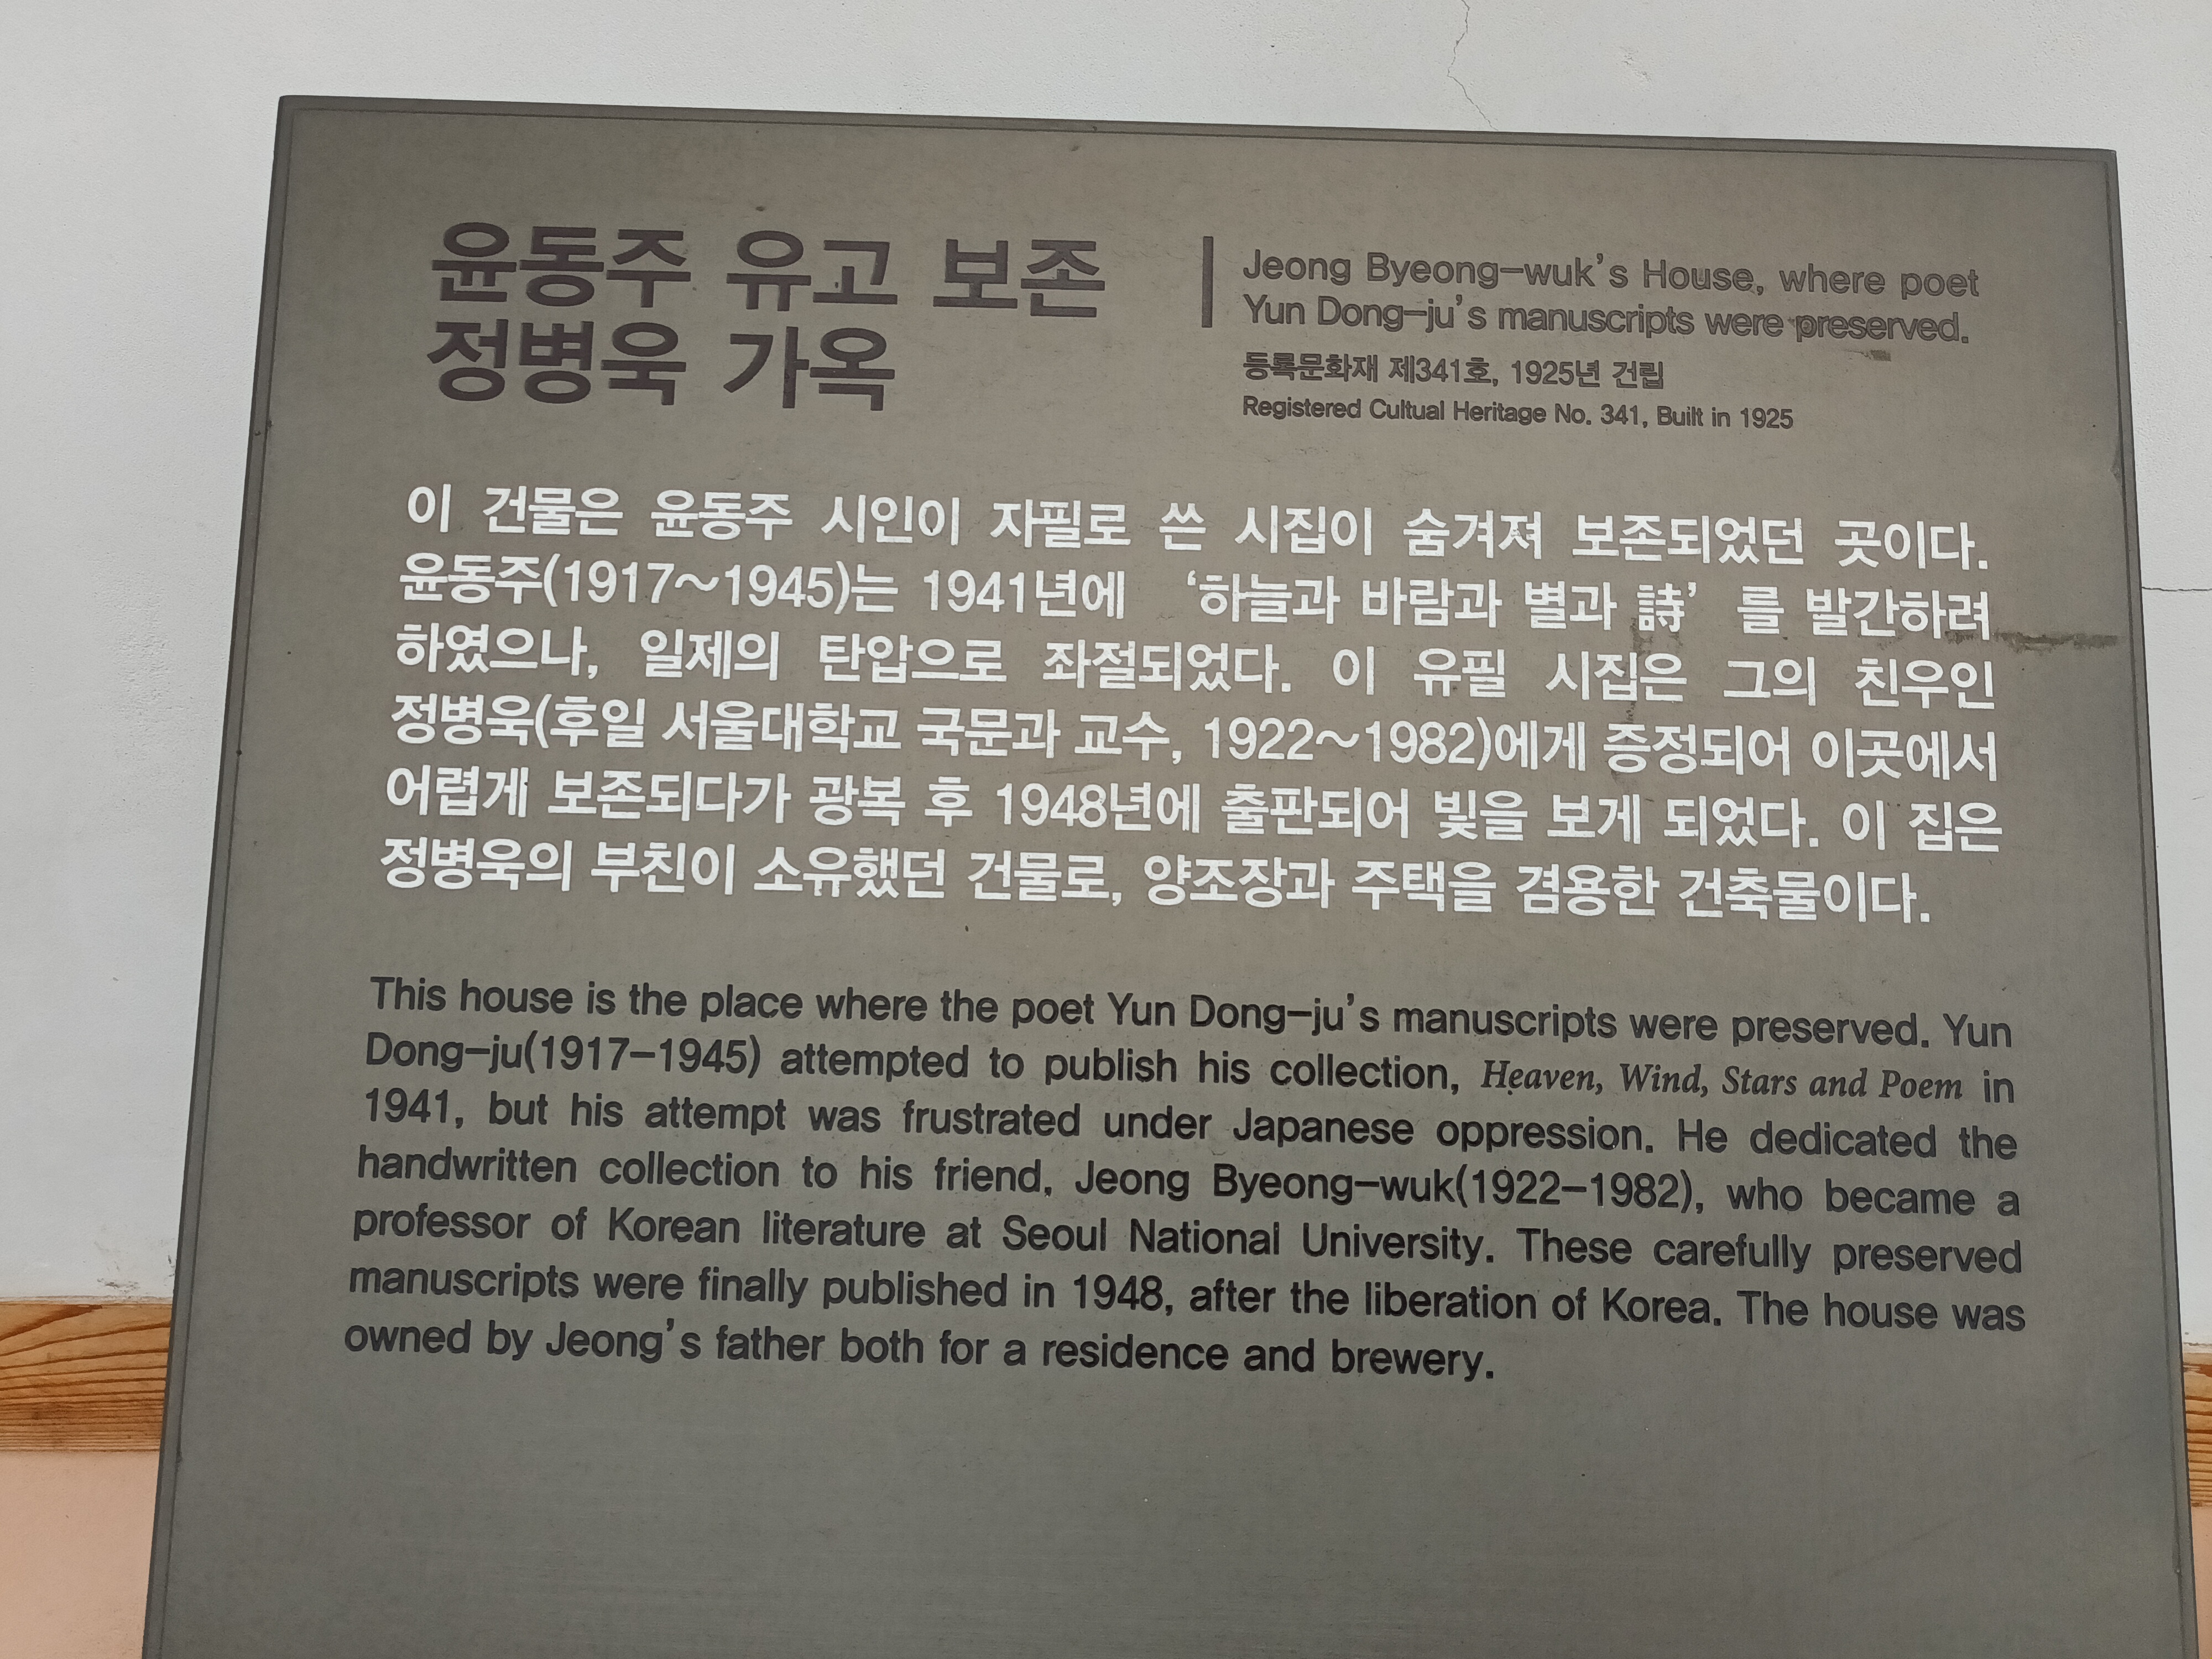 윤동주 유고 보존
정병욱 가옥
Jeong Byeong-wuk's House, where poet
Yun Dong-ju's manuscripts were preserved.
등록문화재 제341호, 1925년 건립
Registered Cultual Heritage No. 341, Built in 1925
이 건물은 윤동주 시인이 자필로 쓴 시집이 숨겨져 보존되었던 곳이다.
윤동주(1917~1945)는 1941년에 ‘하늘과 바람과 별과 詩’ 를 발간하려
하였으나, 일제의 탄압으로 좌절되었다. 이 유필 시집은 그의 친우인
정병욱(후일 서울대학교 국문과 교수, 1922~1982)에게 증정되어 이곳에서
어렵게 보존되다가 광복 후 1948년에 출판되어 빛을 보게 되었다. 이 집은
정병욱의 부친이 소유했던 건물로, 양조장과 주택을 겸용한 건축물이다.
This house is the place where the poet Yun Dong-ju's manuscripts were preserved. Yun
Dong-ju(1917-1945) attempted to publish his collection, Heaven, Wind, Stars and Poem in
1941, but his attempt was frustrated under Japanese oppression. He dedicated the
handwritten collection to his friend, Jeong Byeong-wuk(1922-1982), who became a
professor of Korean literature at Seoul National University. These carefully preserved
manuscripts were finally published in 1948, after the liberation of Korea. The house was
owned by Jeong's father both for a residence and brewery.